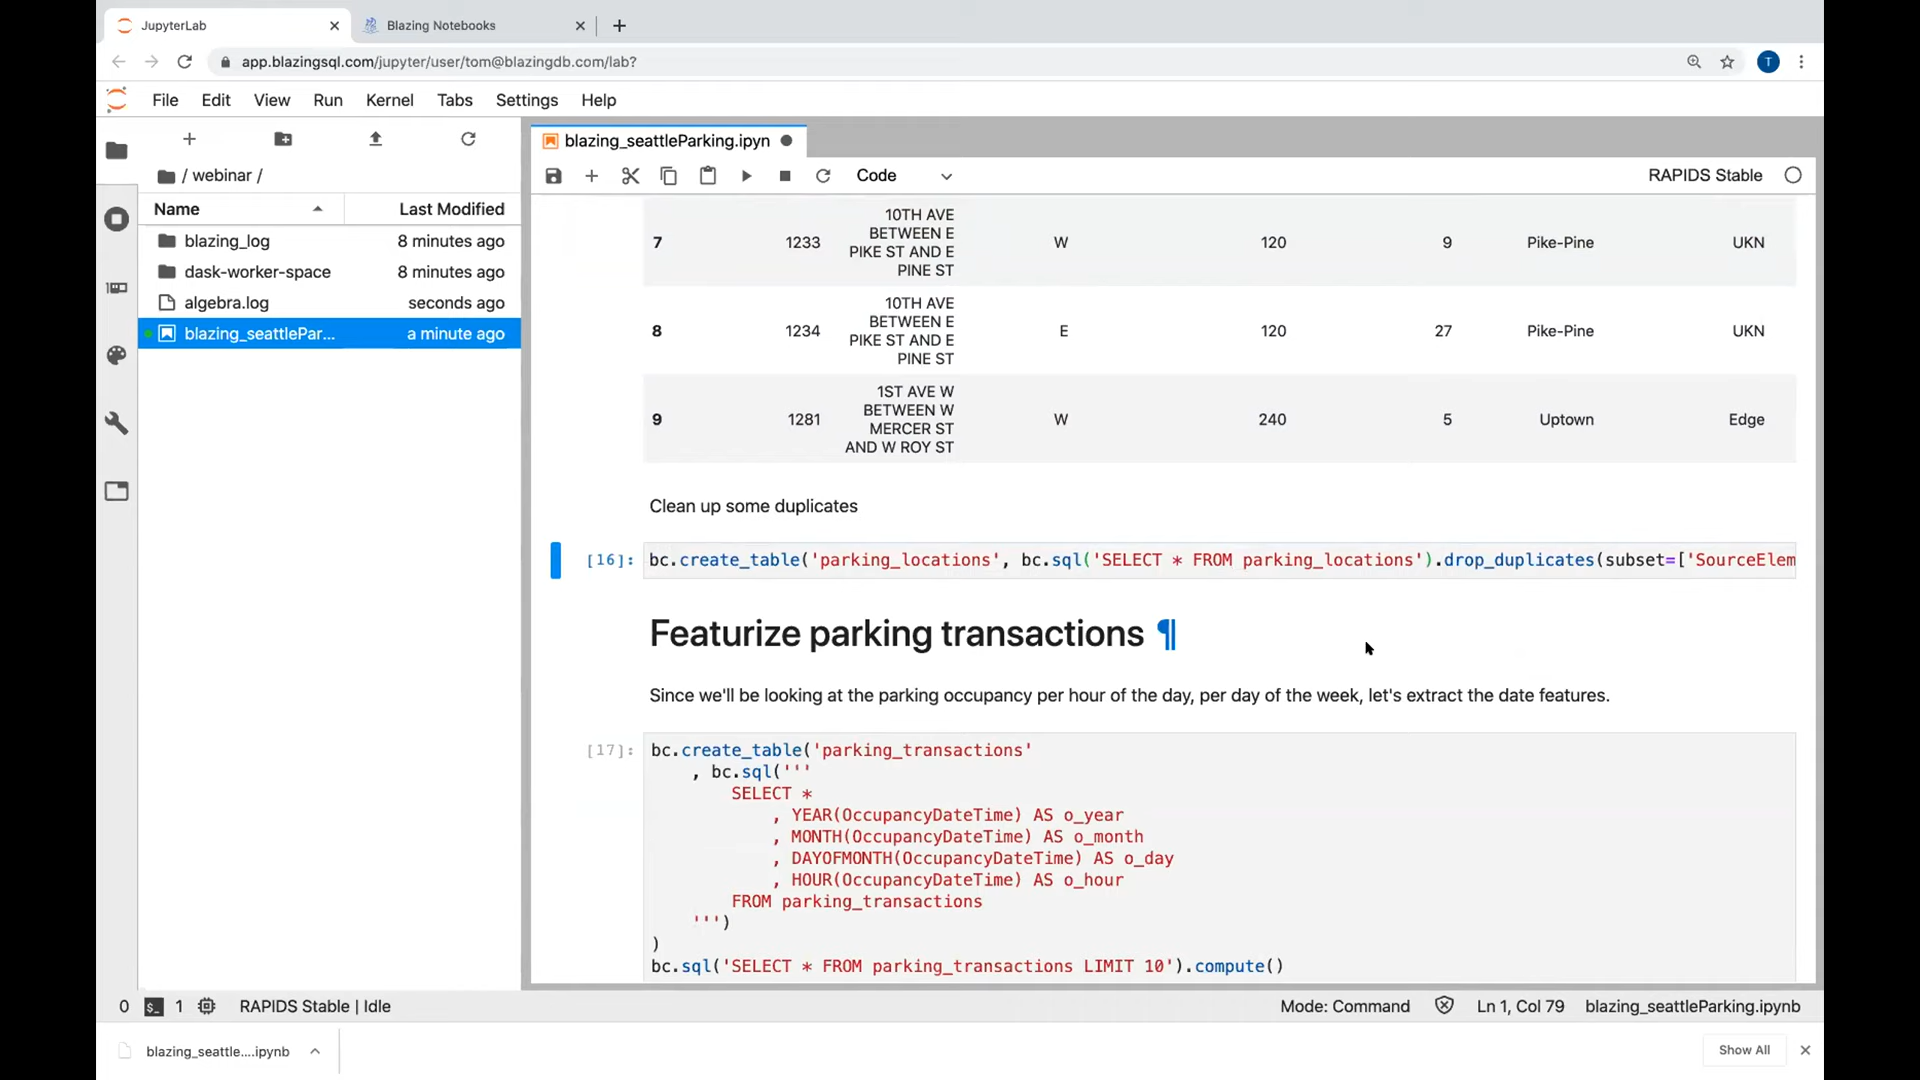 JupyterLab
Blazing Notebooks
app.blazingsql.com/jupyter/user/tom@blazingdb.com/lab?
T
File Edit View Run Kernel Tabs Settings Help
/ webinar /
Name Last Modified
blazing_log 8 minutes ago
dask-worker-space 8 minutes ago
algebra.log seconds ago
blazing_seattlePar... a minute ago
blazing_seattleParking.ipyn
Code RAPIDS Stable
7 1233 10TH AVE BETWEEN E PIKE ST AND E PINE ST W 120 9 Pike-Pine UKN
8 1234 10TH AVE BETWEEN E PIKE ST AND E PINE ST E 120 27 Pike-Pine UKN
9 1281 1ST AVE W BETWEEN W MERCER ST AND W ROY ST W 240 5 Uptown Edge
Clean up some duplicates
[16]: bc.create_table('parking_locations', bc.sql('SELECT * FROM parking_locations').drop_duplicates(subset=['SourceElem
Featurize parking transactions ¶
Since we'll be looking at the parking occupancy per hour of the day, per day of the week, let's extract the date features.
[17]: bc.create_table('parking_transactions'
, bc.sql('''
SELECT *
, YEAR(OccupancyDateTime) AS o_year
, MONTH(OccupancyDateTime) AS o_month
, DAYOFMONTH(OccupancyDateTime) AS o_day
, HOUR(OccupancyDateTime) AS o_hour
FROM parking_transactions
''')
)
bc.sql('SELECT * FROM parking_transactions LIMIT 10').compute()
0 $_ 1 RAPIDS Stable | Idle Mode: Command Ln 1, Col 79 blazing_seattleParking.ipynb
blazing_seattle....ipynb Show All